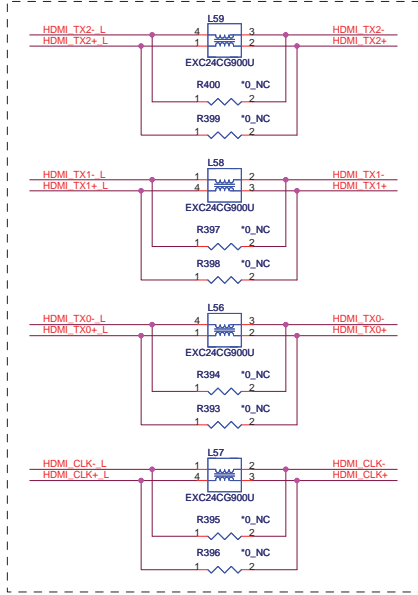 L59
HDMI_TX2-_L 4 3 HDMI_TX2-
HDMI_TX2+_L 1 2 HDMI_TX2+
EXC24CG900U
R400 *0_NC
1 2
R399 *0_NC
1 2
L58
HDMI_TX1-_L 1 2 HDMI_TX1-
HDMI_TX1+_L 4 3 HDMI_TX1+
EXC24CG900U
R397 *0_NC
1 2
R398 *0_NC
1 2
L56
HDMI_TX0-_L 4 3 HDMI_TX0-
HDMI_TX0+_L 1 2 HDMI_TX0+
EXC24CG900U
R394 *0_NC
1 2
R393 *0_NC
1 2
L57
HDMI_CLK-_L 1 2 HDMI_CLK-
HDMI_CLK+_L 4 3 HDMI_CLK+
EXC24CG900U
R395 *0_NC
1 2
R396 *0_NC
1 2